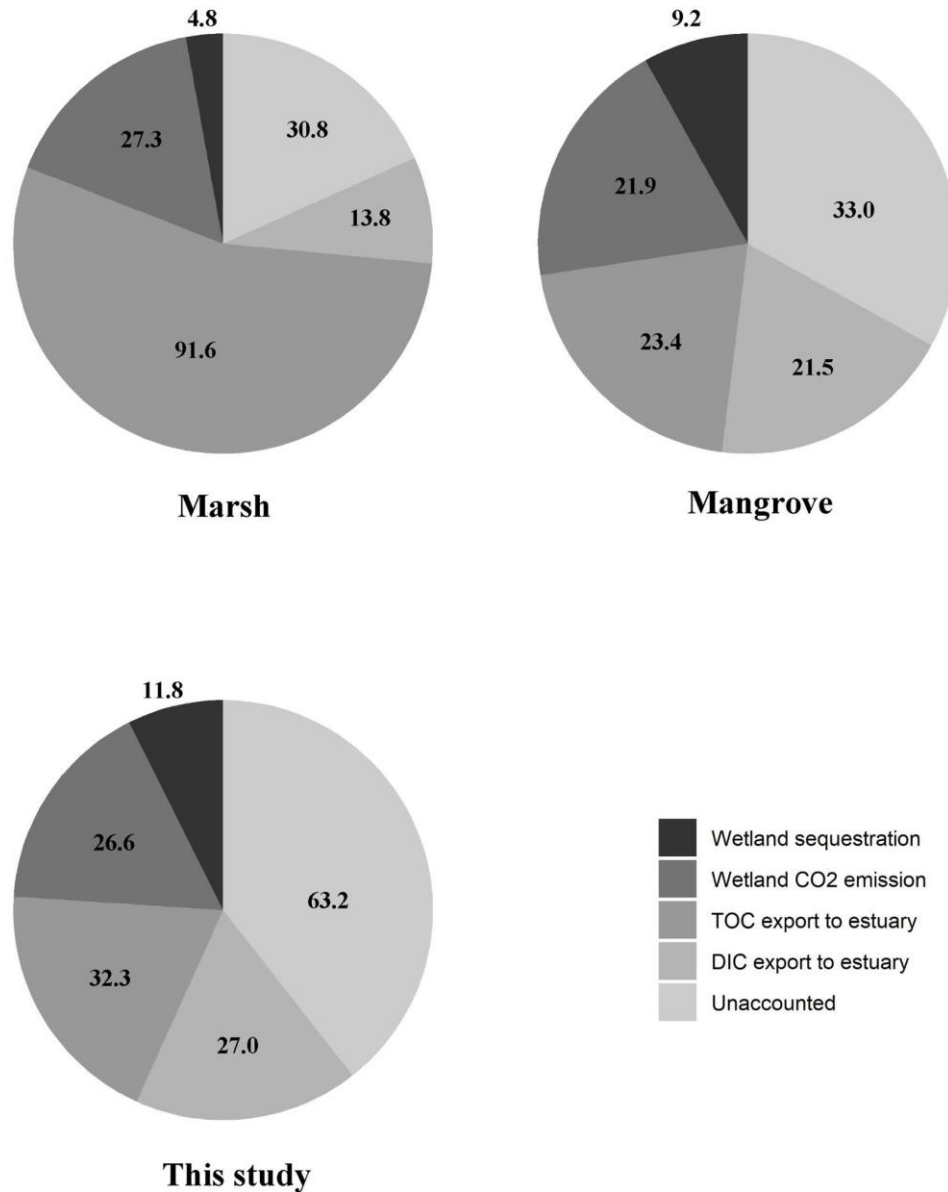 4.8
30.8
27.3
13.8
91.6
Marsh
9.2
33.0
21.9
23.4
21.5
Mangrove
11.8
63.2
26.6
32.3
27.0
This study
Wetland sequestration
Wetland CO2 emission
TOC export to estuary
DIC export to estuary
Unaccounted